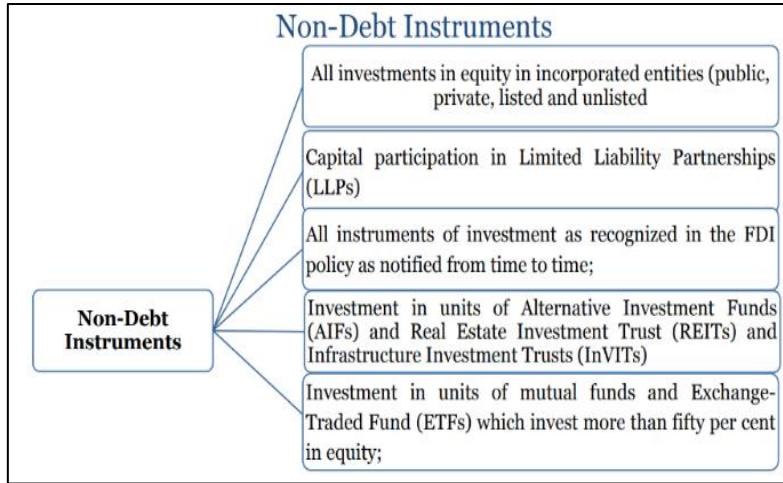 Non-Debt Instruments
All investments in equity in incorporated entities (public,
private, listed and unlisted
Capital participation in Limited Liability Partnerships
(LLPs)
All instruments of investment as recognized in the FDI
policy as notified from time to time;
Non-Debt
Instruments
Investment in units of Alternative Investment Funds
(AIFs) and Real Estate Investment Trust (REITs) and
Infrastructure Investment Trusts (InVITs)
Investment in units of mutual funds and Exchange-
Traded Fund (ETFs) which invest more than fifty per cent
in equity;